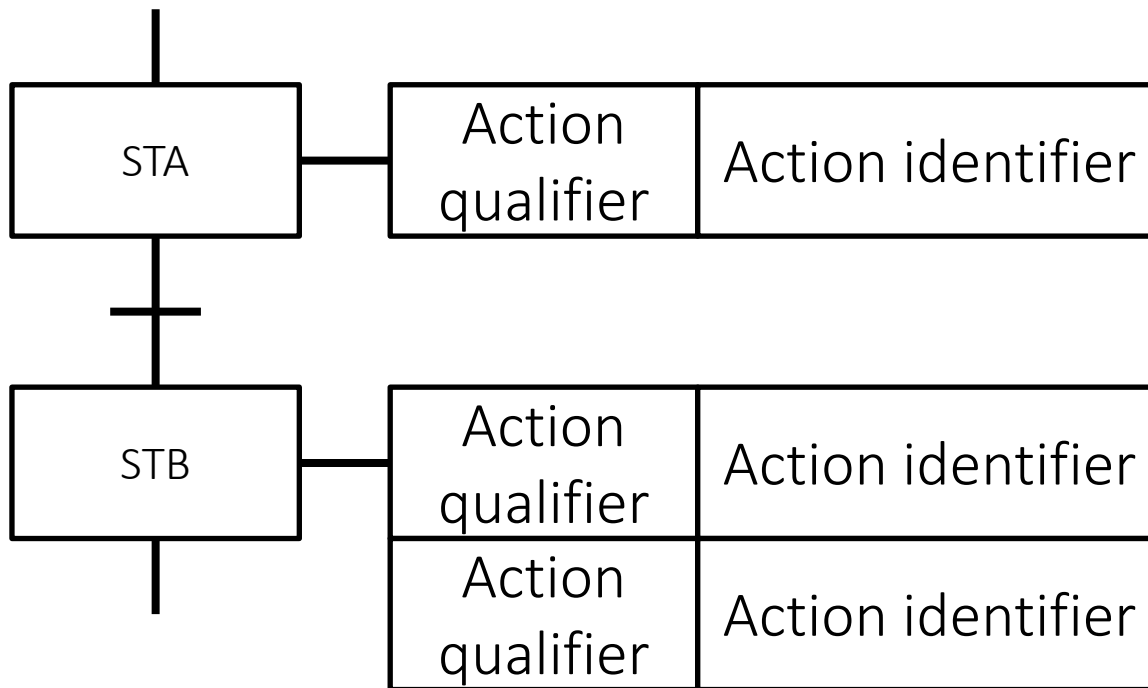 STA
Action
qualifier
Action identifier
STB
Action
qualifier
Action identifier
Action
qualifier
Action identifier